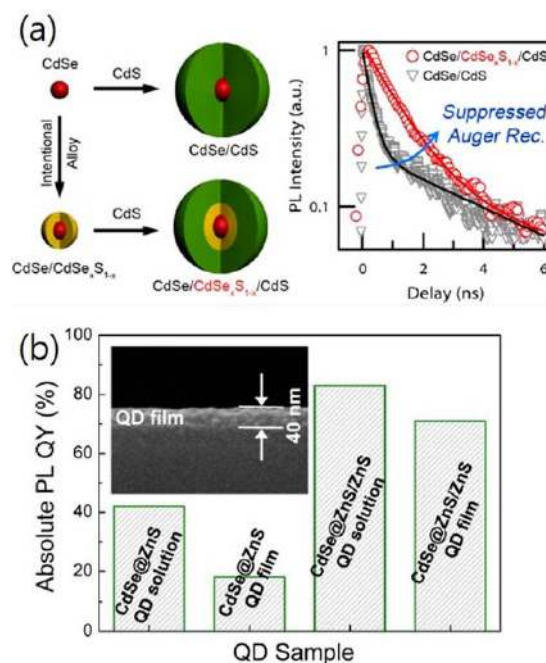 (a)
CdSe
CdS
CdSe/CdS
Intentional
Alloy
CdS
CdSe/CdSeₓS₁₋ₓ
CdSe/CdSeₓS₁₋ₓ/CdS
PL Intensity (a.u.)
1
0.1
CdSe/CdSeₓS₁₋ₓ/CdS
CdSe/CdS
Suppressed
Auger Rec.
0 2 4 6
Delay (ns)
(b)
Absolute PL QY (%)
100
80
60
40
20
0
QD film
40 nm
CdSe@ZnS
QD solution
CdSe@ZnS
QD film
CdSe@ZnS/ZnS
QD solution
CdSe@ZnS/ZnS
QD film
QD Sample